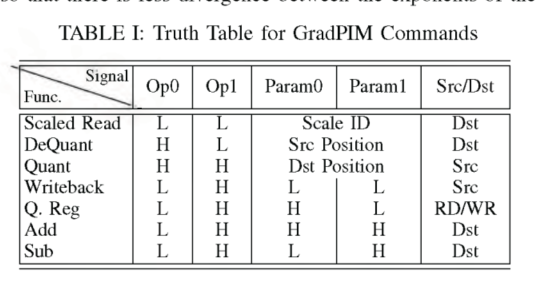 so that there is less divergence between the exponents of the
TABLE I: Truth Table for GradPIM Commands
Signal
Func. Op0 Op1 Param0 Param1 Src/Dst
Scaled Read L L Scale ID Dst
DeQuant H L Src Position Dst
Quant H H Dst Position Src
Writeback L H L L Src
Q. Reg L H H L RD/WR
Add L H H H Dst
Sub L H L H Dst